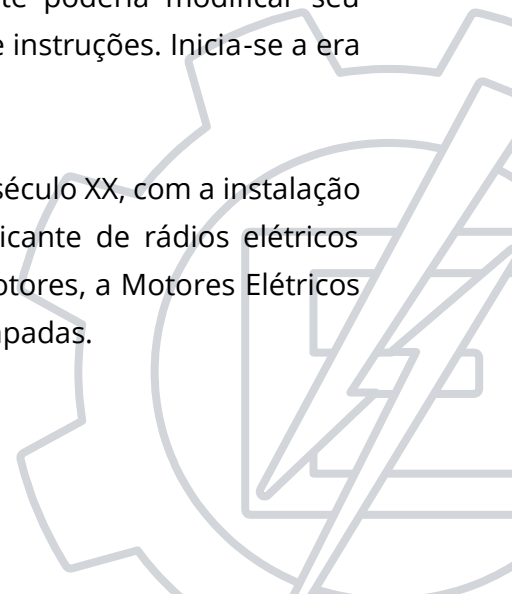 te poderia modificar seu
e instruções. Inicia-se a era
século XX, com a instalação
icante de rádios elétricos
otores, a Motores Elétricos
padas.